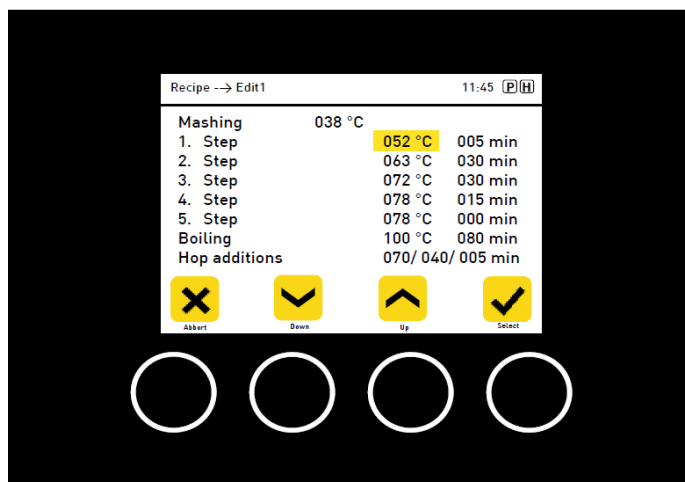 Recipe --> Edit1 11:45 P H
Mashing 038 °C
1. Step 052 °C 005 min
2. Step 063 °C 030 min
3. Step 072 °C 030 min
4. Step 078 °C 015 min
5. Step 078 °C 000 min
Boiling 100 °C 080 min
Hop additions 070/ 040/ 005 min
Abbort Down Up Select